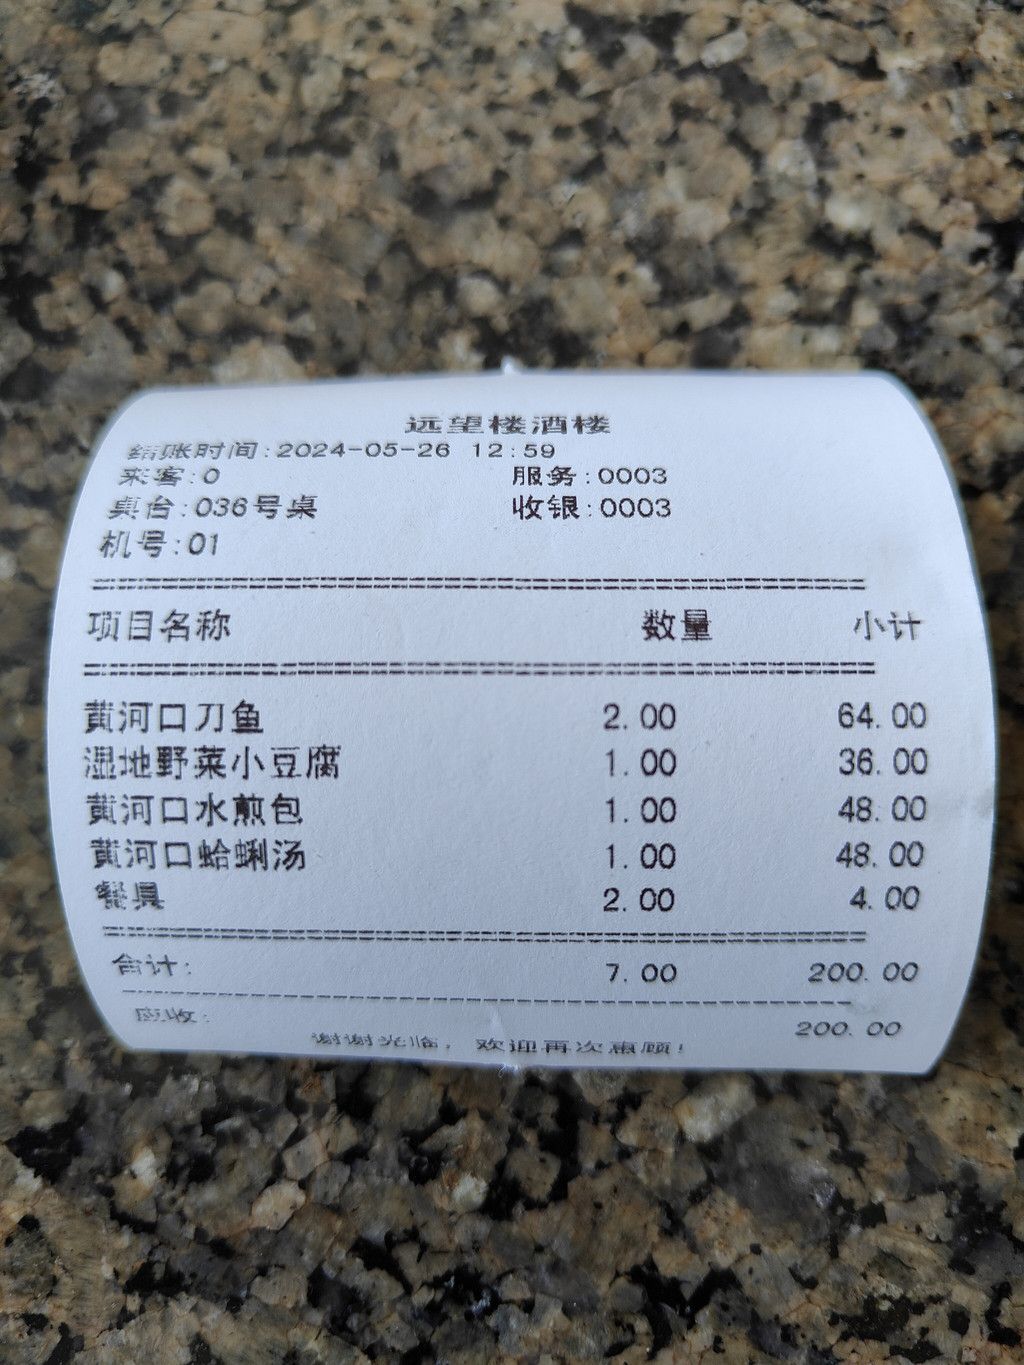 远望楼酒楼
结账时间:2024-05-26 12:59
来客:0 服务:0003
桌台:036号桌 收银:0003
机号:01
项目名称 数量 小计
黄河口刀鱼 2.00 64.00
湿地野菜小豆腐 1.00 36.00
黄河口水煎包 1.00 48.00
黄河口蛤蜊汤 1.00 48.00
餐具 2.00 4.00
合计: 7.00 200.00
应收: 200.00
谢谢光临，欢迎再次惠顾!